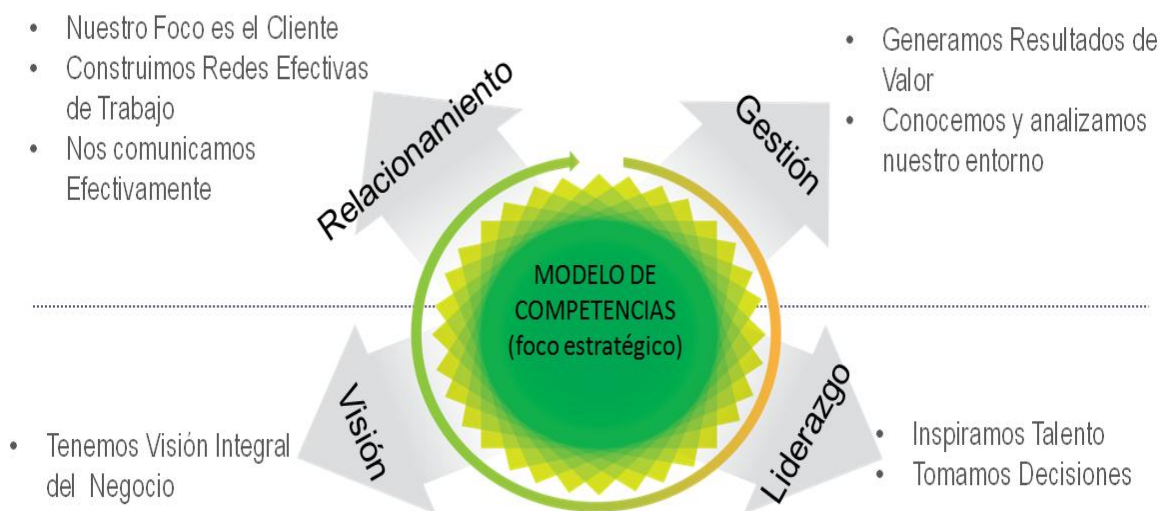 • Nuestro Foco es el Cliente
• Construimos Redes Efectivas
de Trabajo
• Nos comunicamos
Efectivamente
Relacionamiento
Gestión
• Generamos Resultados de
Valor
• Conocemos y analizamos
nuestro entorno
MODELO DE
COMPETENCIAS
(foco estratégico)
• Tenemos Visión Integral
del Negocio
Visión
Liderazgo
• Inspiramos Talento
• Tomamos Decisiones